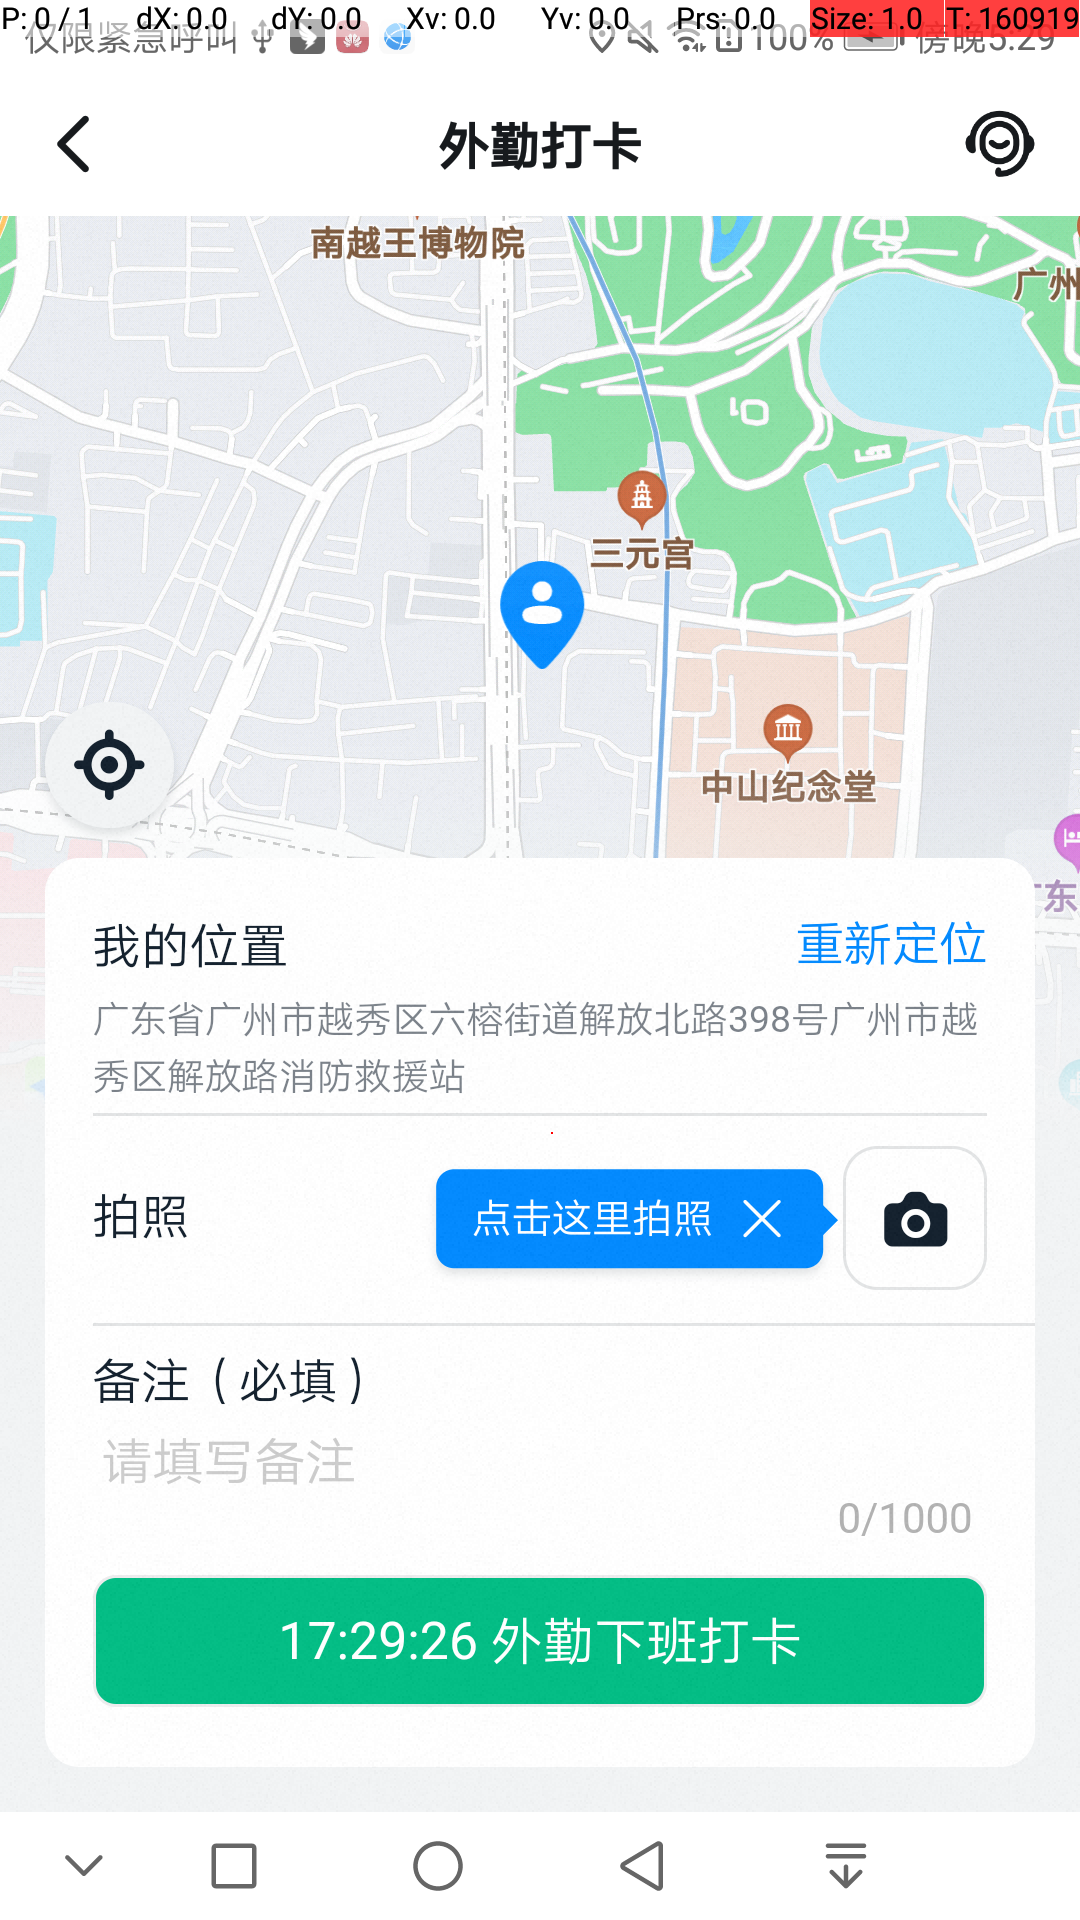 P: 0 / 1 dX: 0.0 dY: 0.0 Xv: 0.0 Yv: 0.0 Prs: 0.0 Size: 1.0 T: 160919
仅限紧急呼叫 100% 傍晚5:29
外勤打卡
南越王博物院
广州
三元宫
中山纪念堂
东
我的位置 重新定位
广东省广州市越秀区六榕街道解放北路398号广州市越
秀区解放路消防救援站
拍照 点击这里拍照
备注（必填）
请填写备注
0/1000
17:29:26 外勤下班打卡